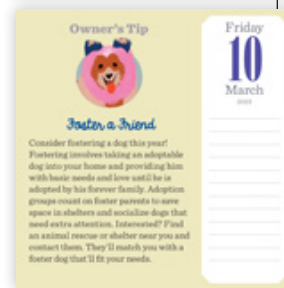 Owner's Tip
Foster a Friend
Consider fostering a dog this year!
Fostering involves taking an adoptable
dog into your home and providing him
with basic needs and love until he is
adopted by his forever family. Adoption
groups count on foster parents to save
space in shelters and socialize dogs that
need extra attention. Interested? Find
an animal rescue or shelter near you and
contact them. They'll match you with a
foster dog that'll fit your needs.
Friday
10
March